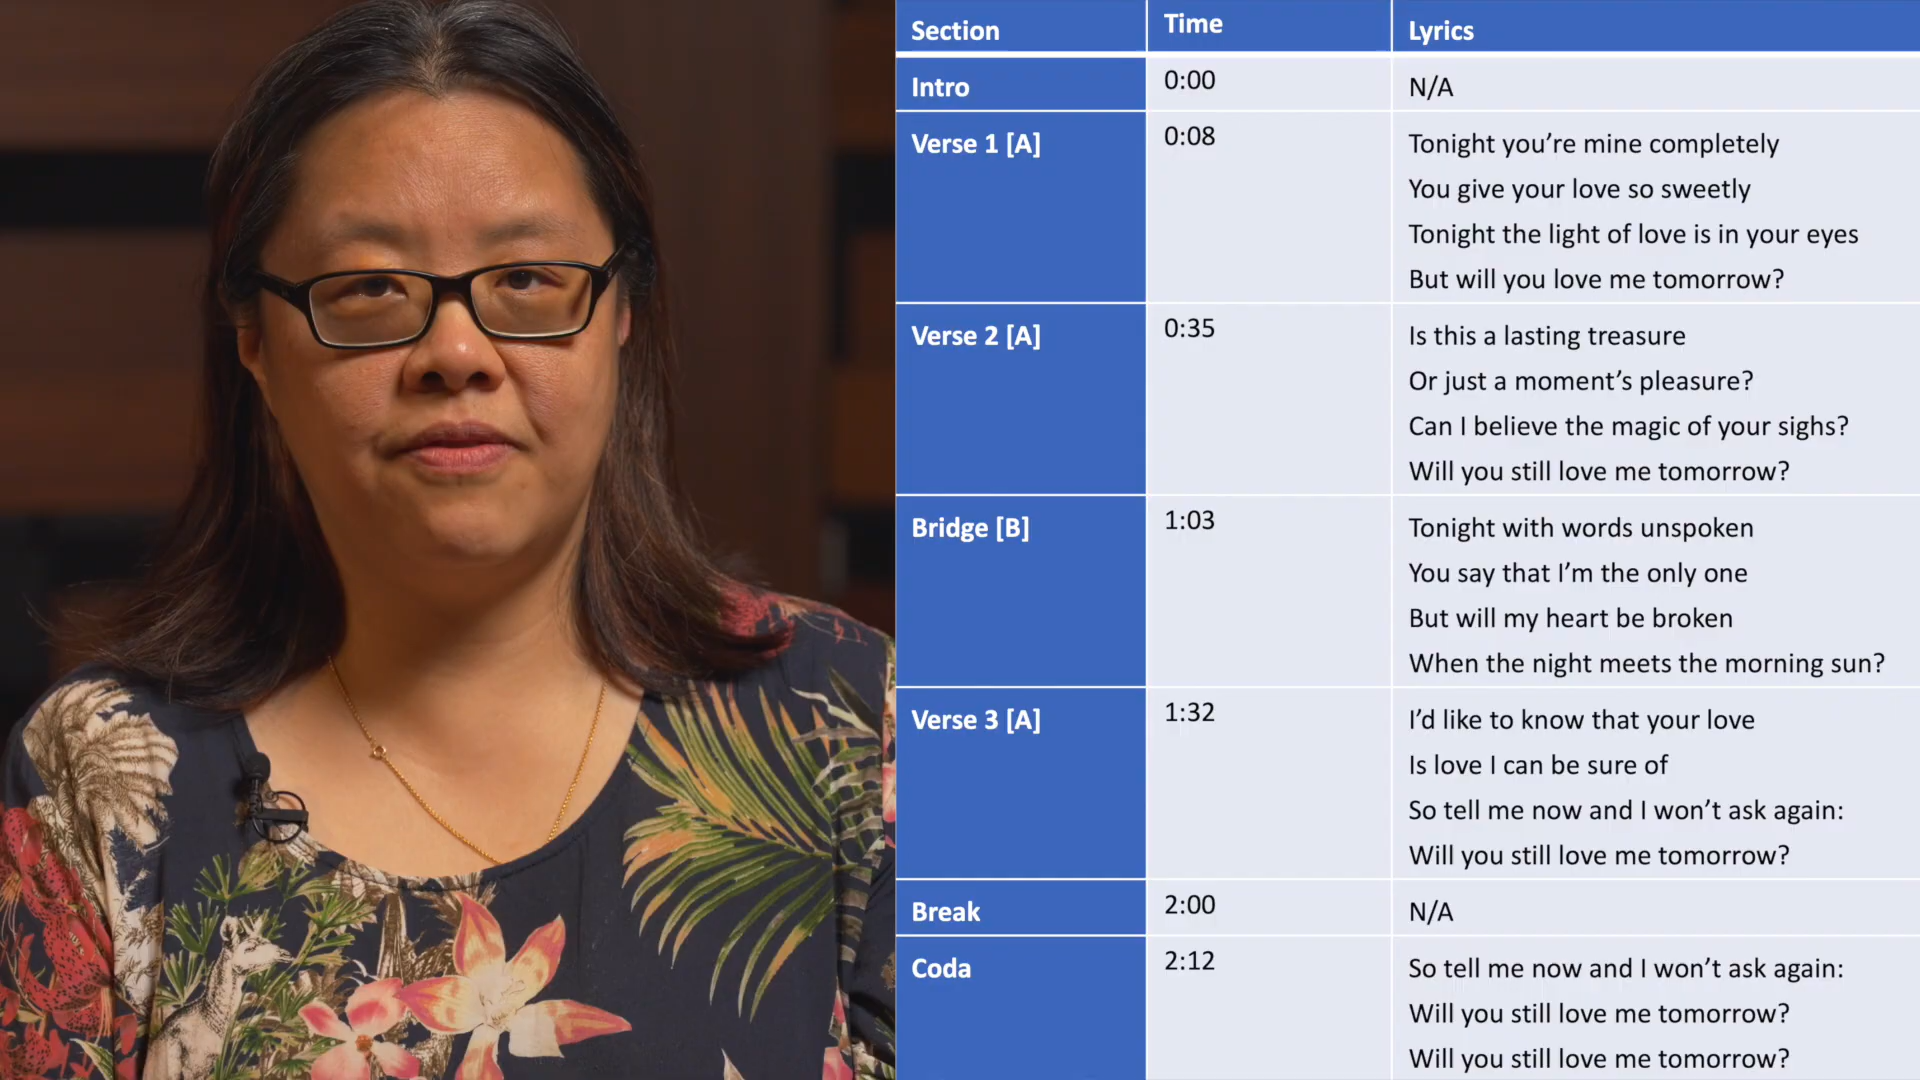 Section Time Lyrics
Intro 0:00 N/A
Verse 1 [A] 0:08 Tonight you’re mine completely
You give your love so sweetly
Tonight the light of love is in your eyes
But will you love me tomorrow?
Verse 2 [A] 0:35 Is this a lasting treasure
Or just a moment’s pleasure?
Can I believe the magic of your sighs?
Will you still love me tomorrow?
Bridge [B] 1:03 Tonight with words unspoken
You say that I’m the only one
But will my heart be broken
When the night meets the morning sun?
Verse 3 [A] 1:32 I’d like to know that your love
Is love I can be sure of
So tell me now and I won’t ask again:
Will you still love me tomorrow?
Break 2:00 N/A
Coda 2:12 So tell me now and I won’t ask again:
Will you still love me tomorrow?
Will you still love me tomorrow?